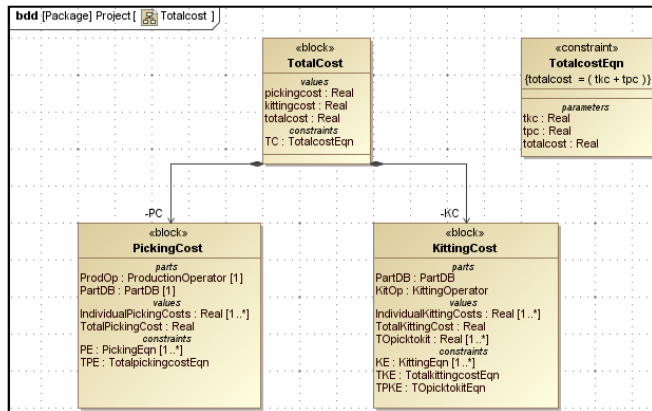 bdd [Package] Project [ Totalcost ]
«block»
TotalCost
values
pickingcost : Real
kittingcost : Real
totalcost : Real
constraints
TC : TotalcostEqn
«constraint»
TotalcostEqn
{totalcost = ( tkc + tpc )}
parameters
tkc : Real
tpc : Real
totalcost : Real
-PC
-KC
«block»
PickingCost
parts
ProdOp : ProductionOperator [1]
PartDB : PartDB [1]
values
IndividualPickingCosts : Real [1..*]
TotalPickingCost : Real
constraints
PE : PickingEqn [1..*]
TPE : TotalpickingcostEqn
«block»
KittingCost
parts
PartDB : PartDB
KitOp : KittingOperator
values
IndividualKittingCosts : Real [1..*]
TotalKittingCost : Real
TOpicktokit : Real [1..*]
constraints
KE : KittingEqn [1..*]
TKE : TotalkittingcostEqn
TPKE : TOpicktokitEqn